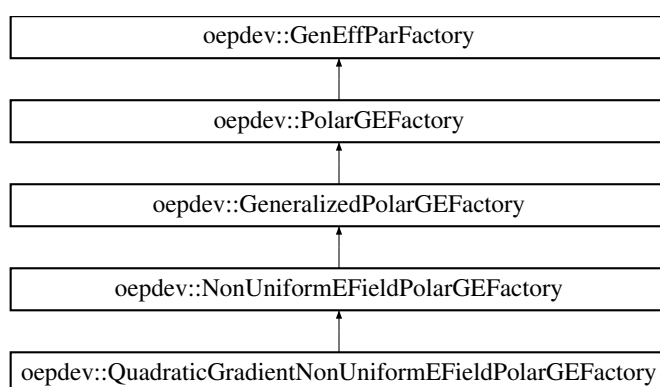 oepdev::GenEffParFactory
oepdev::PolarGEFactory
oepdev::GeneralizedPolarGEFactory
oepdev::NonUniformEFieldPolarGEFactory
oepdev::QuadraticGradientNonUniformEFieldPolarGEFactory